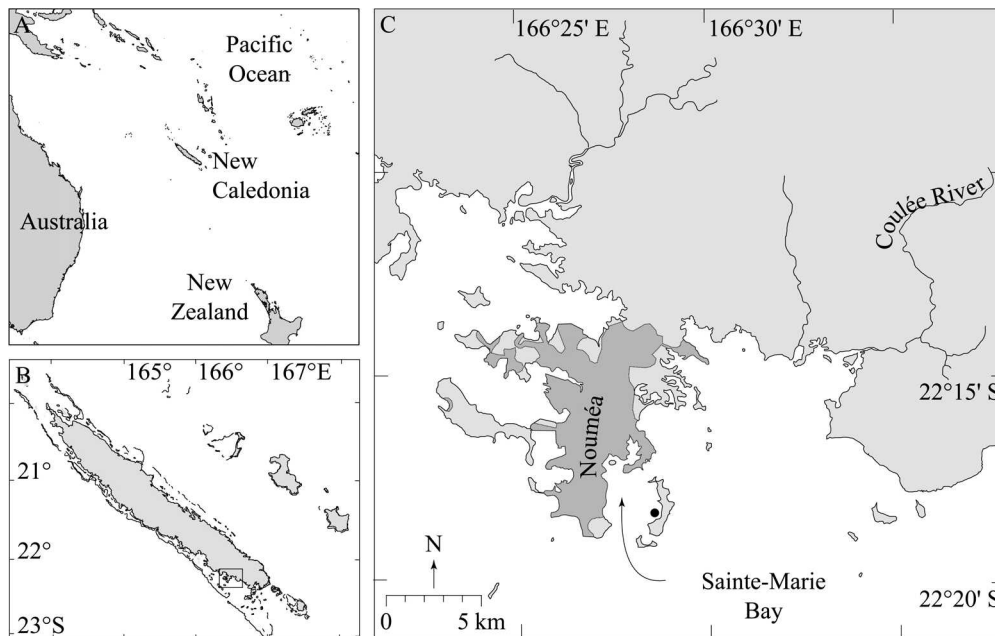 A
Pacific
Ocean
New
Caledonia
Australia
New
Zealand
B
165° 166° 167°E
21°
22°
23°S
C
166°25' E 166°30' E
Coulée River
22°15' S
Nouméa
N
0 5 km
Sainte-Marie
Bay
22°20' S